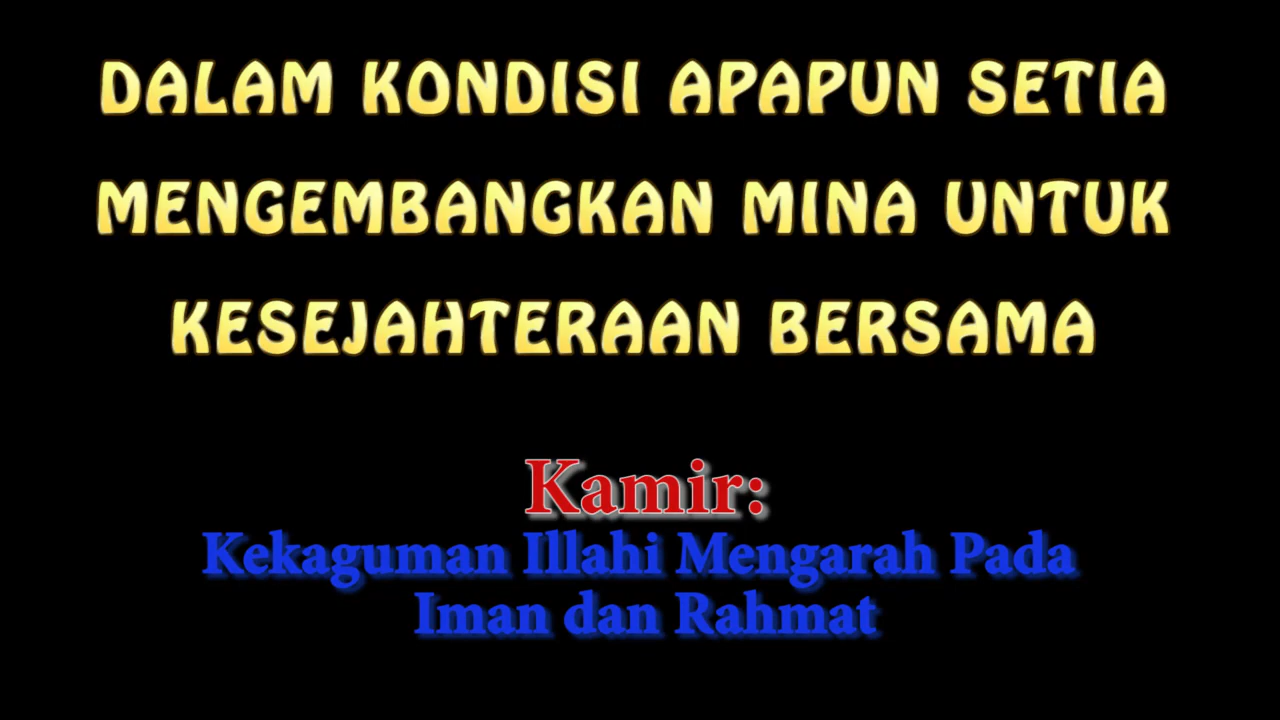 DALAM KONDISI APAPUN SETIA
MENGEMBANGKAN MINA UNTUK
KESEJAHTERAAN BERSAMA
Kamir:
Kekaguman Illahi Mengarah Pada
Iman dan Rahmat